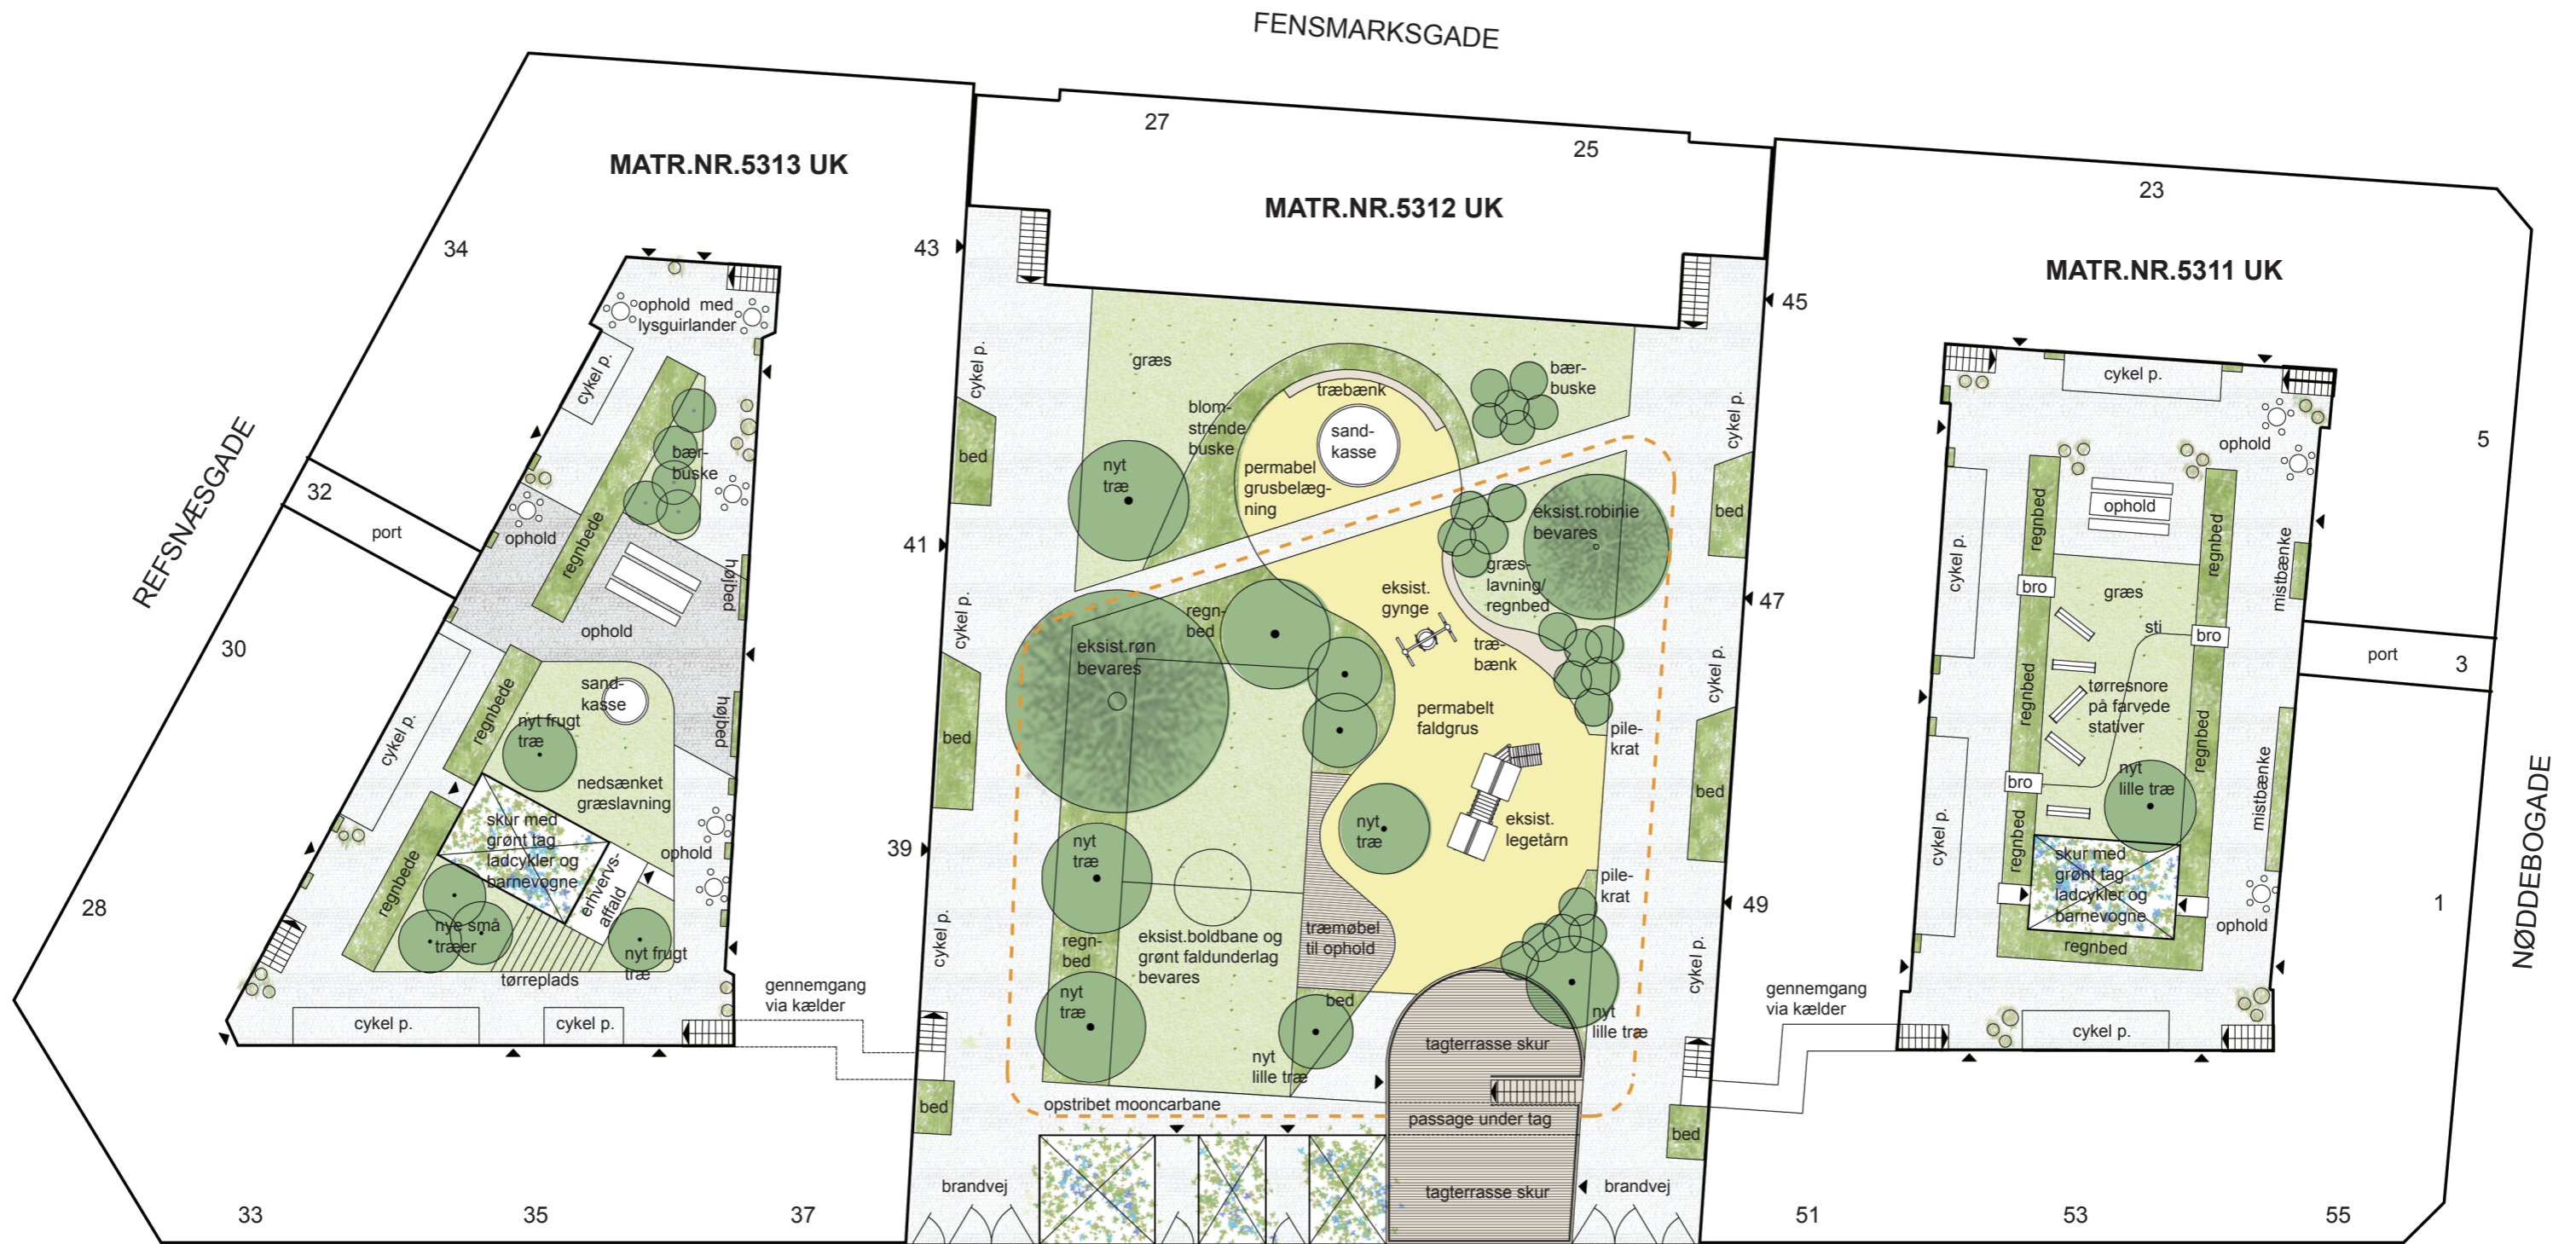 FENSMARKSGADE
REFSNÆSGADE
NØDDEBOGADE
MATR.NR.5313 UK
34
32
port
30
28
33
35
37
ophold med
lysguirlander
cykel p.
bær-
buske
regnbede
ophold
højbed
ophold
højbed
regnbede
sand-
kasse
nyt frugt
træ
cykel p.
nedsænket
græslavning
skur med
grønt tag
ladcykler og
barnevogne
erhvervs-
affald
ophold
regnbede
nye små
træer
nyt frugt
træ
tørreplads
cykel p.
cykel p.
gennemgang
via kælder
27
25
MATR.NR.5312 UK
43
41
39
45
47
49
cykel p.
bed
cykel p.
bed
cykel p.
bed
græs
blom-
strende
buske
træbænk
sand-
kasse
bær-
buske
nyt
træ
permabel
grusbelæg-
ning
cykel p.
bed
eksist.robinie
bevares
græs-
lavning/
regnbed
eksist.
gynge
regn-
bed
eksist.røn
bevares
træ-
bænk
cykel p.
permabelt
faldgrus
pile-
krat
bed
nyt
træ
nyt
træ
eksist.
legetårn
pile-
krat
regn-
bed
eksist.boldbane og
grønt faldunderlag
bevares
træmøbel
til ophold
cykel p.
nyt
træ
bed
nyt
lille træ
nyt
lille træ
tagterrasse skur
opstribet mooncarbane
passage under tag
bed
brandvej
tagterrasse skur
brandvej
gennemgang
via kælder
23
MATR.NR.5311 UK
5
port
3
1
51
53
55
cykel p.
ophold
ophold
regnbed
regnbed
cykel p.
mistbænke
bro
græs
sti
bro
regnbed
tørresnore
på farvede
stativer
regnbed
bro
nyt
lille træ
mistbænke
cykel p.
regnbed
skur med
grønt tag
ladcykler og
barnevogne
ophold
regnbed
cykel p.